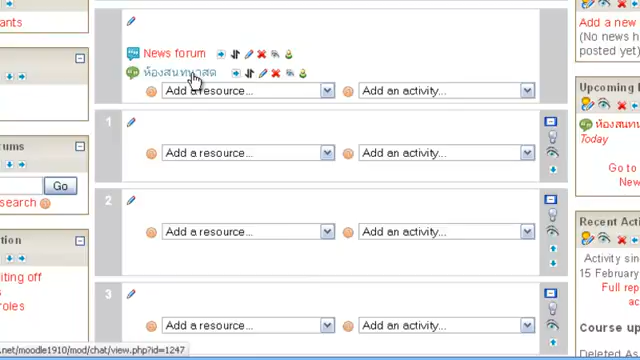 ants
News forum
ห้องสนทนาสด
Add a resource...
Add an activity...
1
Add a resource...
Add an activity...
2
Add a resource...
Add an activity...
3
Add a resource...
Add an activity...
ums
Go
search
tion
iting off
s
roles
.net/moodle1910/mod/chat/view.php?id=1247
Add a new
(No news h
posted yet)
Upcoming
ห้องสนท
Today
Go to
New
Recent Acti
Activity sin
15 February
Full rep
ac
Course up
Deleted As